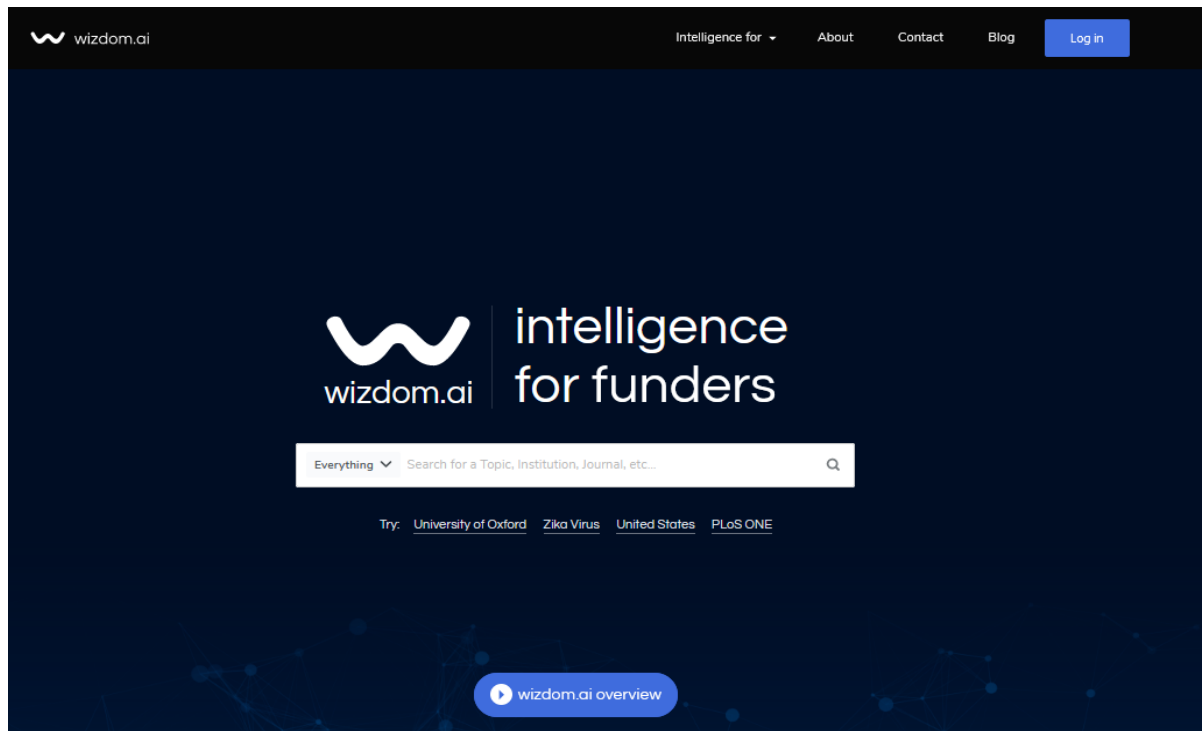 wizdom.ai
Intelligence for
About
Contact
Blog
Log in
wizdom.ai
intelligence
for funders
Everything
Search for a Topic, Institution, Journal, etc...
Try: University of Oxford Zika Virus United States PLoS ONE
wizdom.ai overview